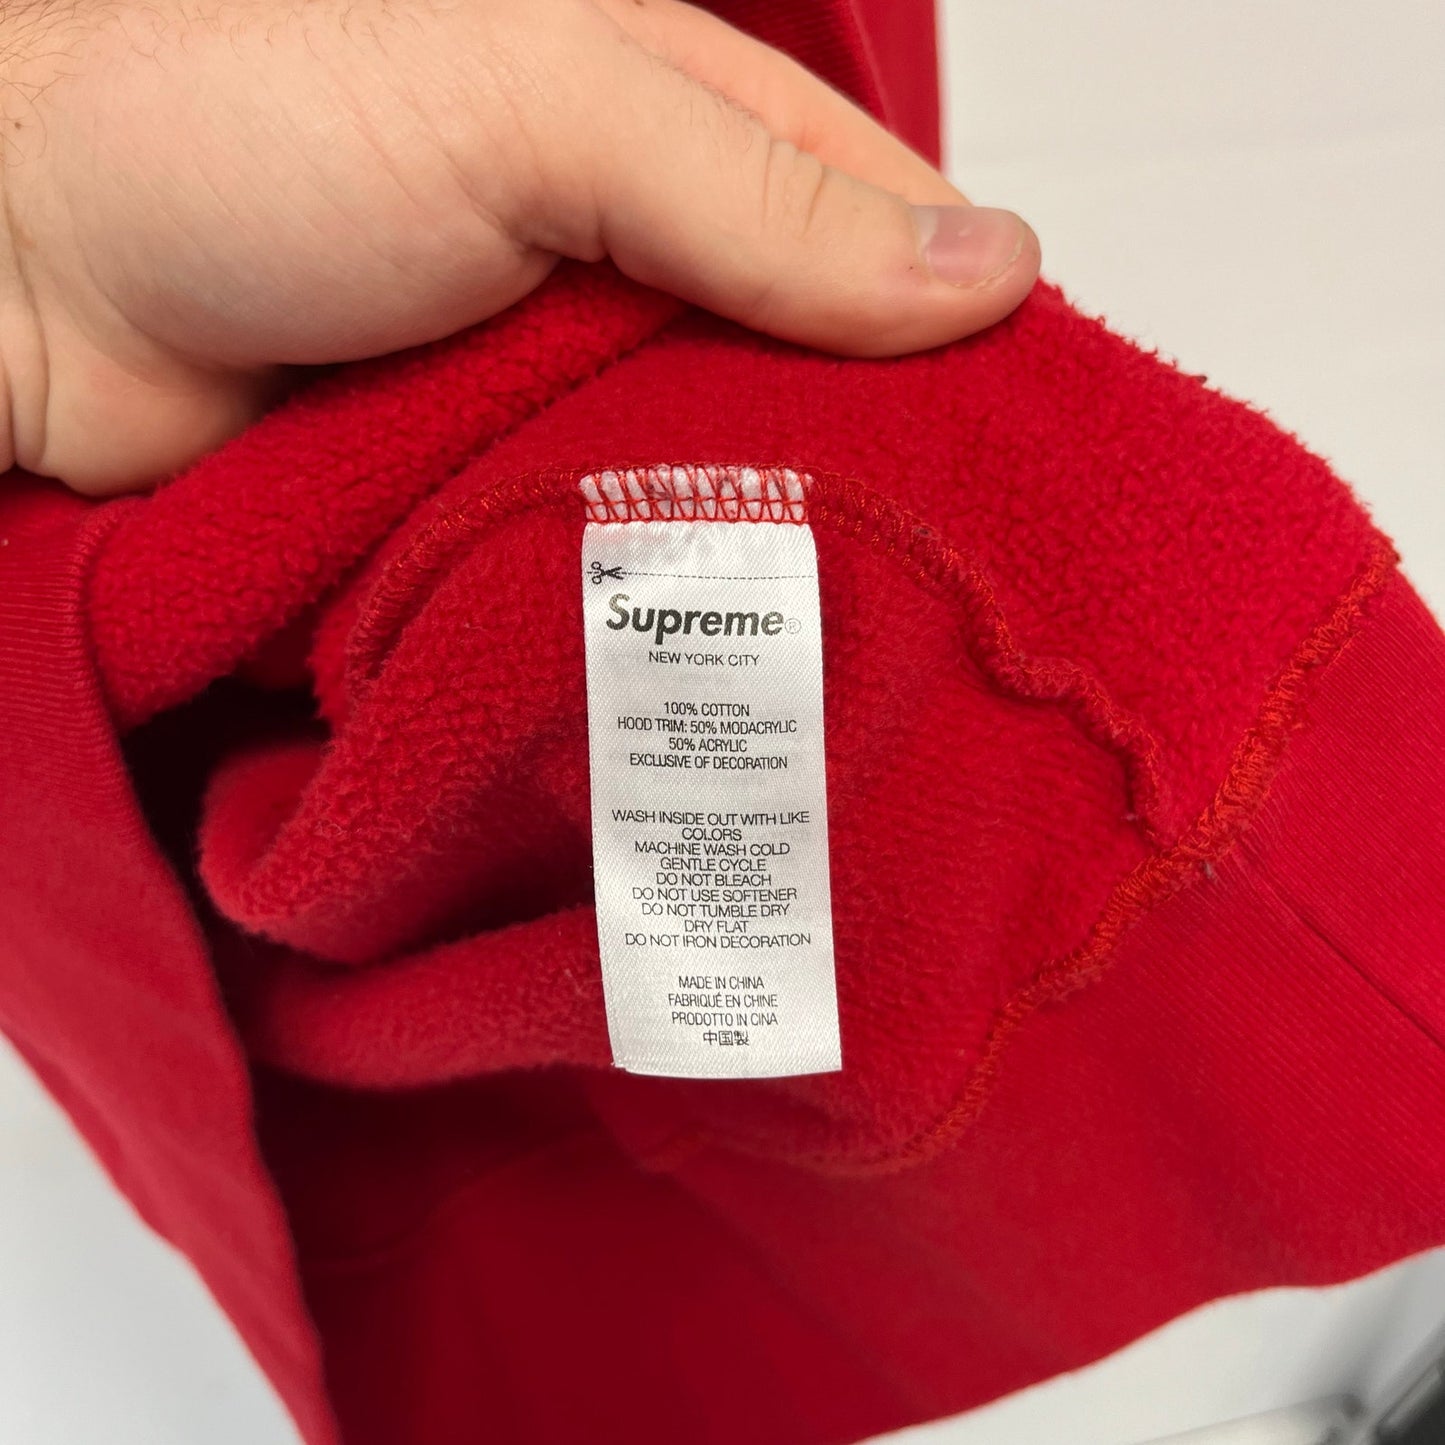 Supreme®
NEW YORK CITY
100% COTTON
HOOD TRIM: 50% MODACRYLIC
50% ACRYLIC
EXCLUSIVE OF DECORATION
WASH INSIDE OUT WITH LIKE
COLORS
MACHINE WASH COLD
GENTLE CYCLE
DO NOT BLEACH
DO NOT USE SOFTENER
DO NOT TUMBLE DRY
DRY FLAT
DO NOT IRON DECORATION
MADE IN CHINA
FABRIQUÉ EN CHINE
PRODOTTO IN CINA
中国製